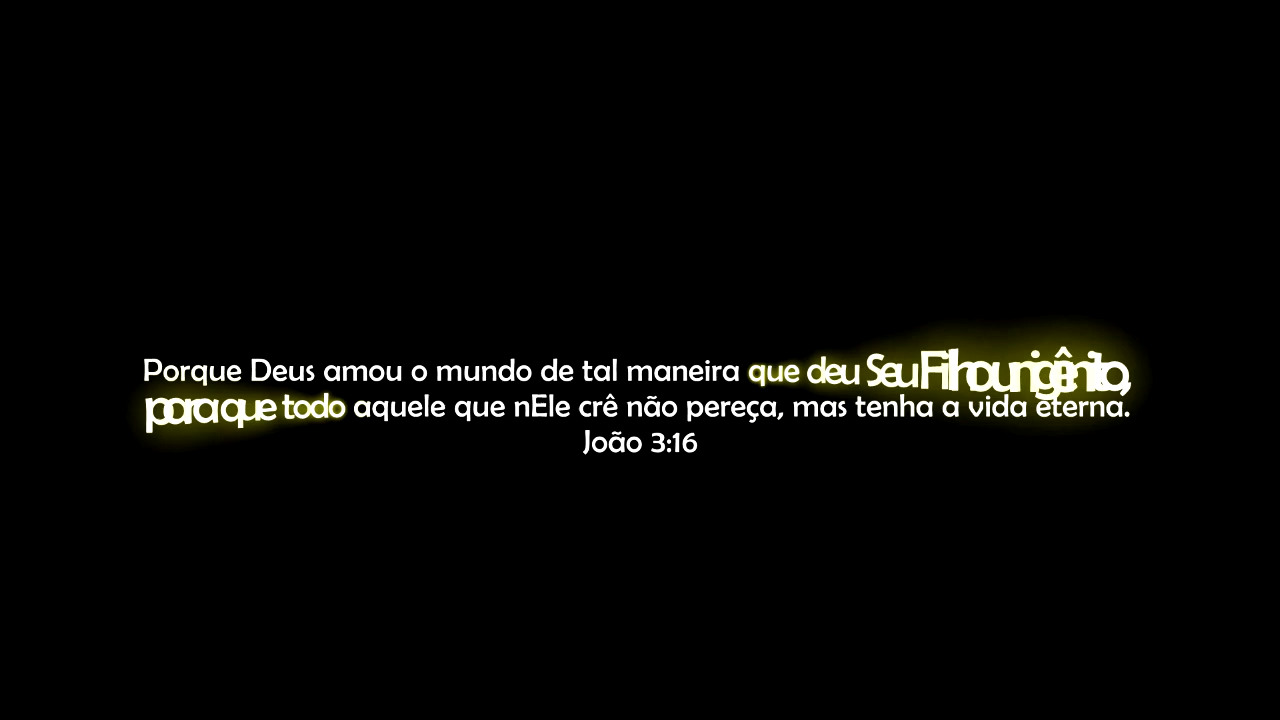 Porque Deus amou o mundo de tal maneira que deu Seu Filho unigênito,
para que todo aquele que nEle crê não pereça, mas tenha a vida eterna.
João 3:16